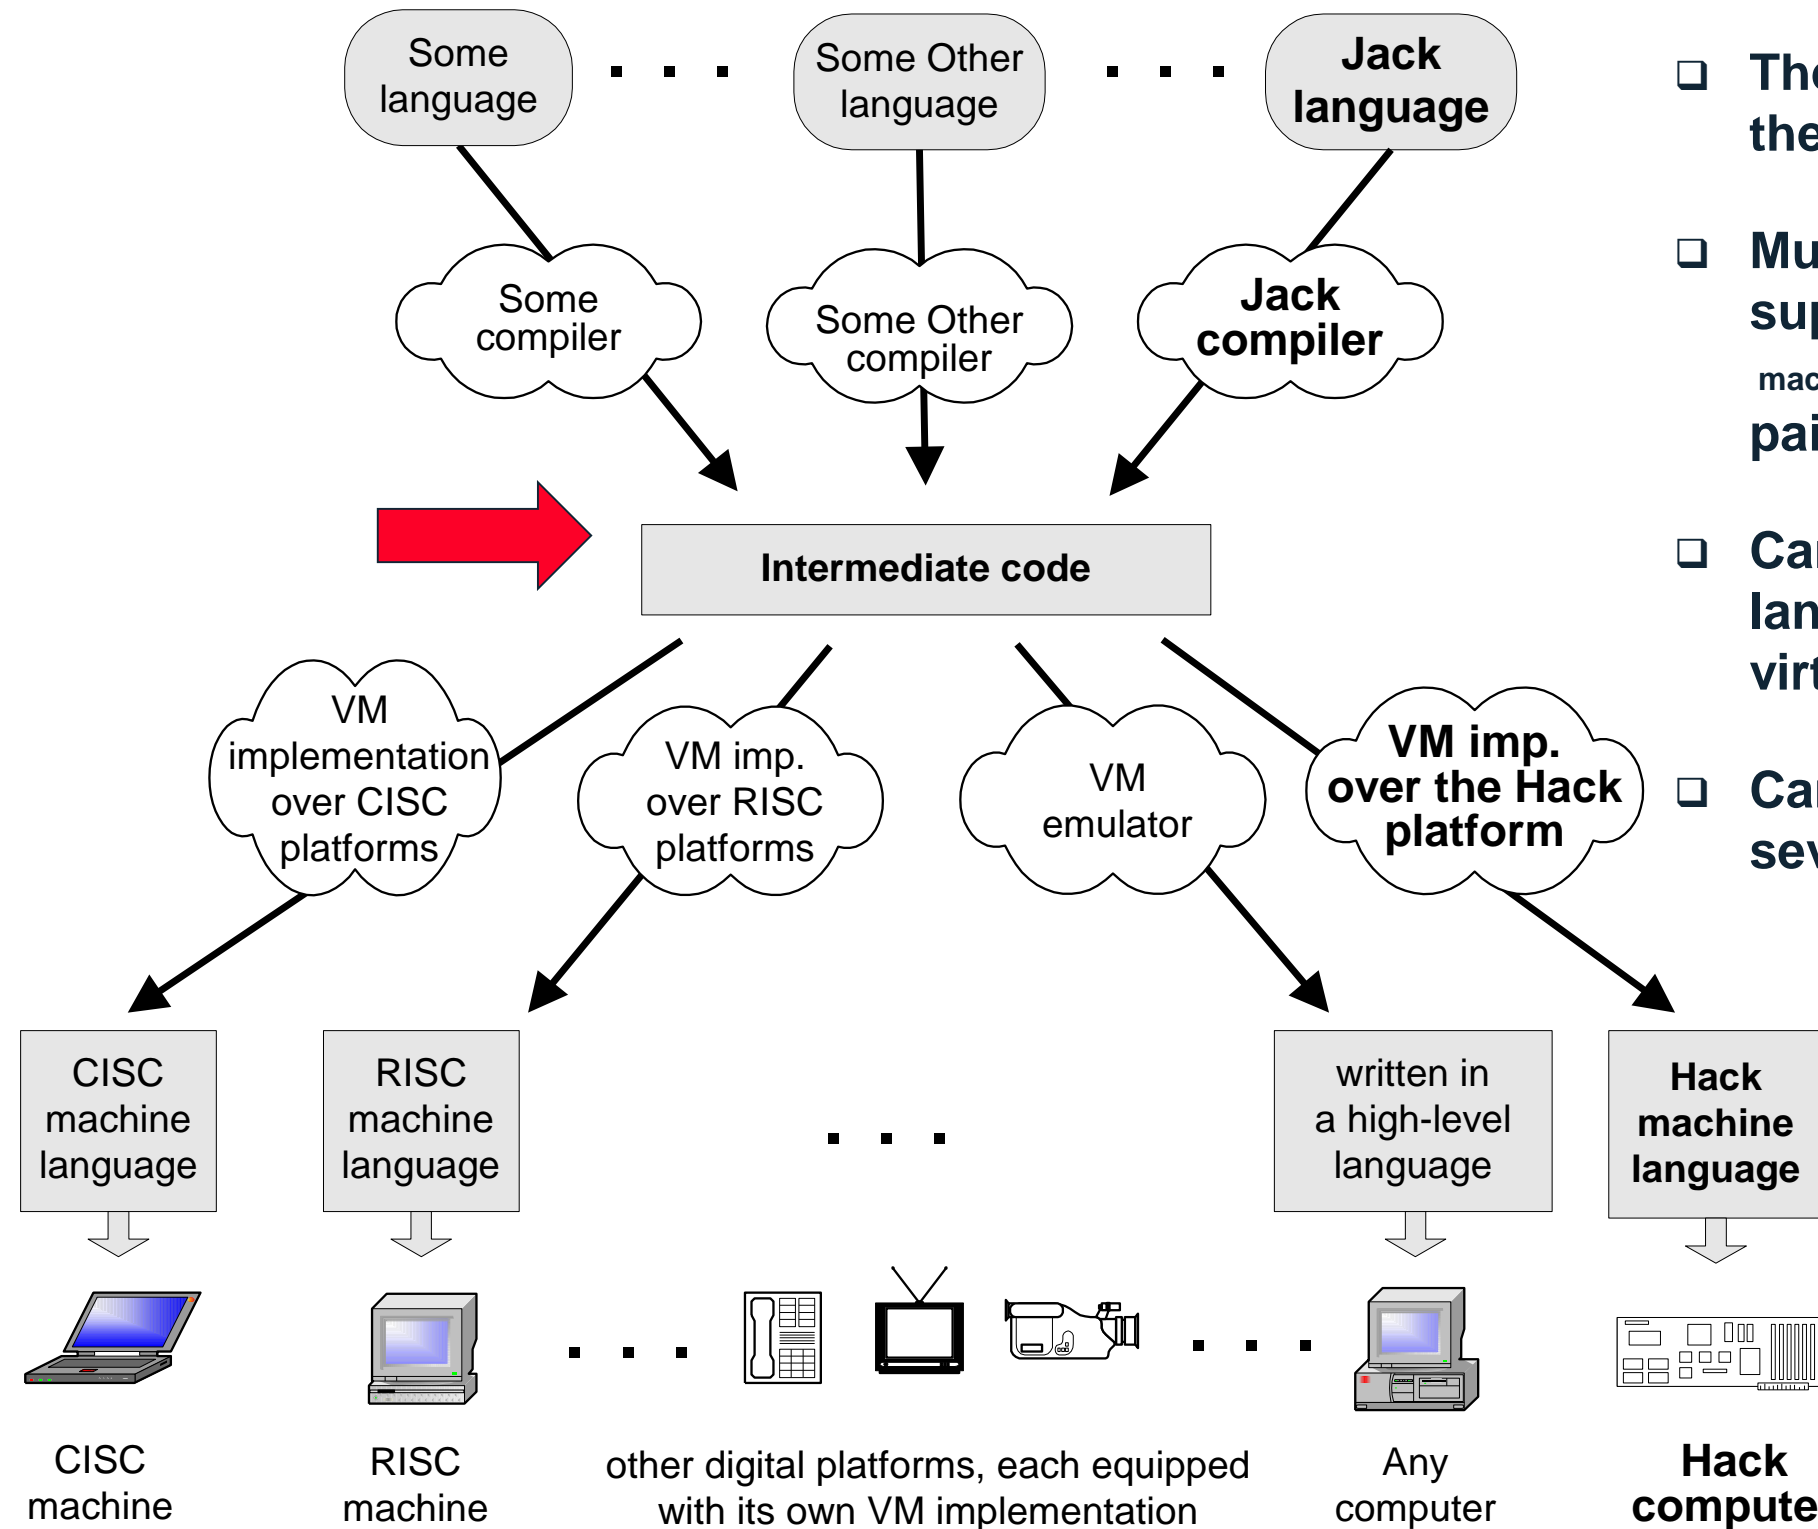 Some
language
Some Other
language
Jack
language
Some
compiler
Some Other
compiler
Jack
compiler
Intermediate code
VM
implementation
over CISC
platforms
VM imp.
over RISC
platforms
VM
emulator
VM imp.
over the Hack
platform
CISC
machine
language
RISC
machine
language
written in
a high-level
language
Hack
machine
language
CISC
machine
RISC
machine
other digital platforms, each equipped
with its own VM implementation
Any
computer
Hack
compute
the